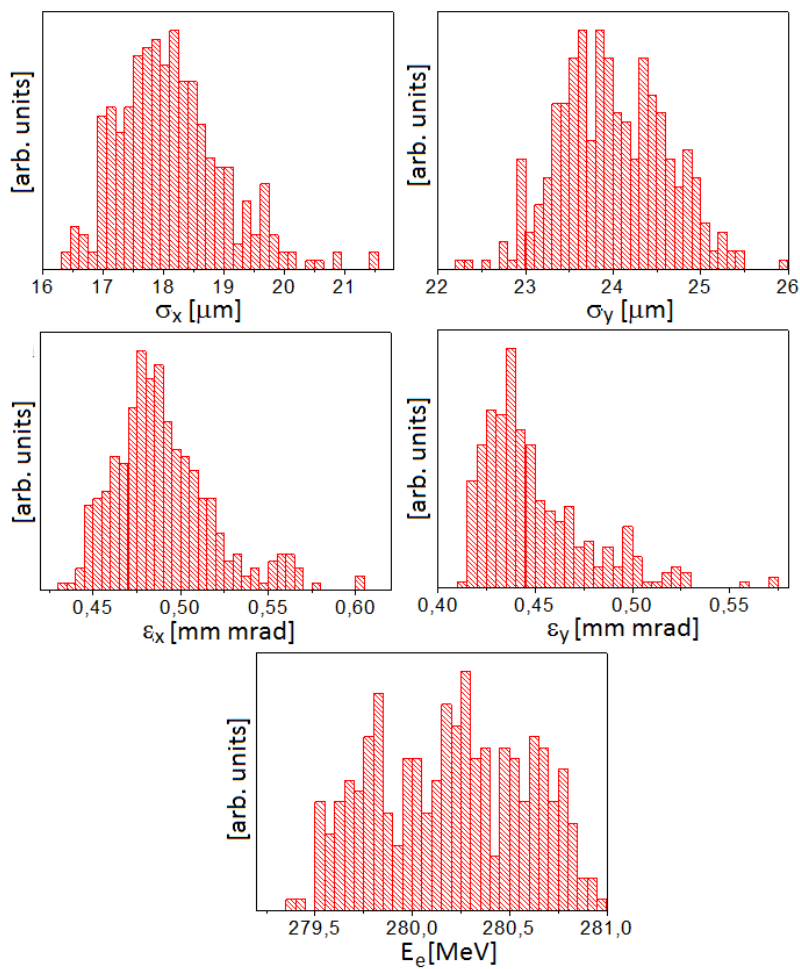 [arb. units]
16 17 18 19 20 21
σx [μm]
[arb. units]
22 23 24 25 26
σy [μm]
[arb. units]
0,45 0,50 0,55 0,60
εx [mm mrad]
[arb. units]
0,40 0,45 0,50 0,55
εy [mm mrad]
[arb. units]
279,5 280,0 280,5 281,0
Ee [MeV]